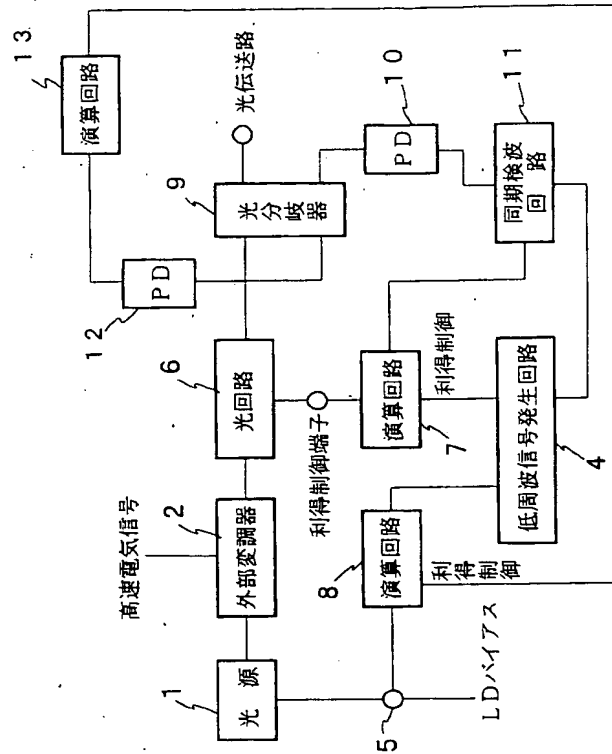 13
演算回路
12
PD
9
光分岐器
光伝送路
10
PD
高速電気信号
1
光源
2
外部変調器
6
光回路
利得制御端子
11
同期検波
回路
演算回路
7
利得制御
8
演算回路
利得
制御
低周波信号発生回路
4
5
LDバイアス